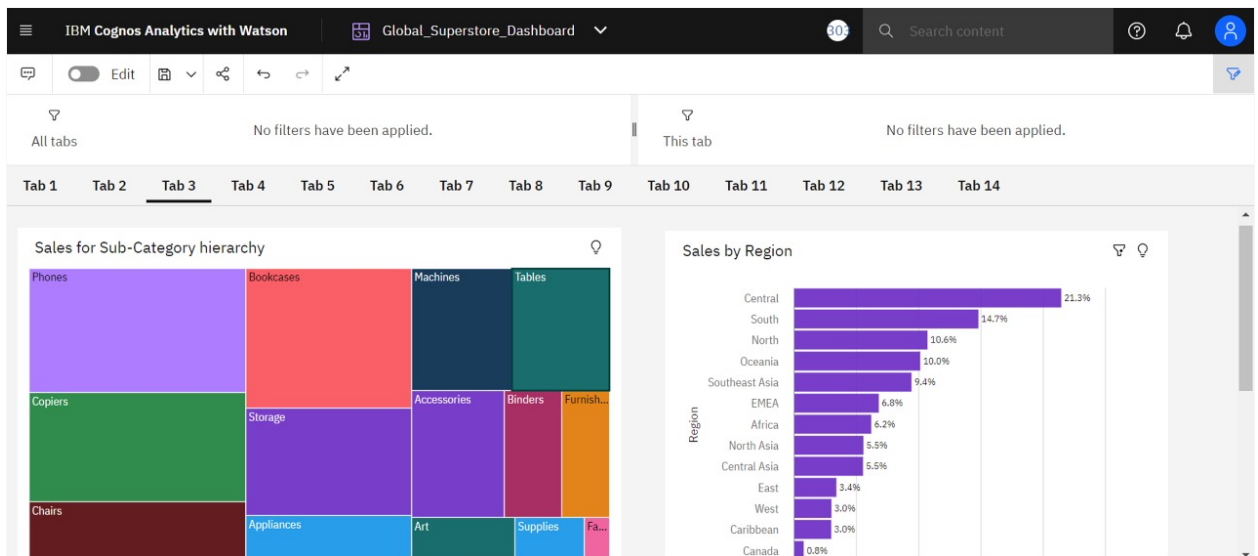 IBM Cognos Analytics with Watson
Global_Superstore_Dashboard
303
Search content
Edit
All tabs
No filters have been applied.
This tab
No filters have been applied.
Tab 1 Tab 2 Tab 3 Tab 4 Tab 5 Tab 6 Tab 7 Tab 8 Tab 9 Tab 10 Tab 11 Tab 12 Tab 13 Tab 14
Sales for Sub-Category hierarchy
Phones
Bookcases
Machines
Tables
Copiers
Storage
Accessories
Binders
Furnish...
Chairs
Appliances
Art
Supplies
Fa...
Sales by Region
Region
Central 21.3%
South 14.7%
North 10.6%
Oceania 10.0%
Southeast Asia 9.4%
EMEA 6.8%
Africa 6.2%
North Asia 5.5%
Central Asia 5.5%
East 3.4%
West 3.0%
Caribbean 3.0%
Canada 0.8%